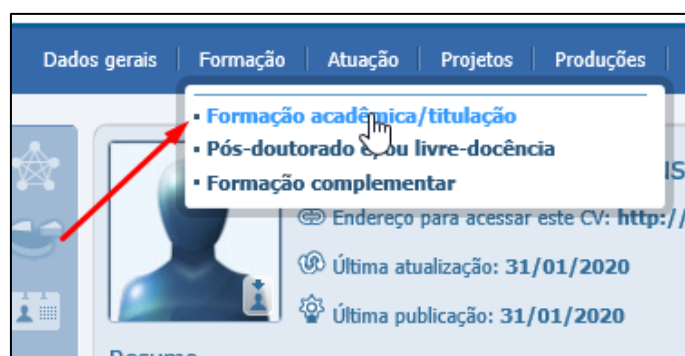 Dados gerais Formação Atuação Projetos Produções
Formação acadêmica/titulação
Pós-doutorado e/ou livre-docência
Formação complementar
Endereço para acessar este CV: http://
Última atualização: 31/01/2020
Última publicação: 31/01/2020